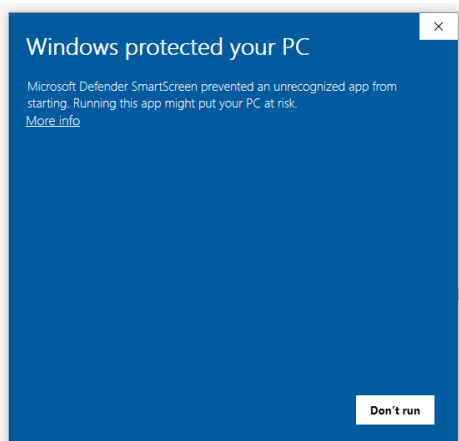 Windows protected your PC
Microsoft Defender SmartScreen prevented an unrecognized app from
starting. Running this app might put your PC at risk.
More info
Don't run